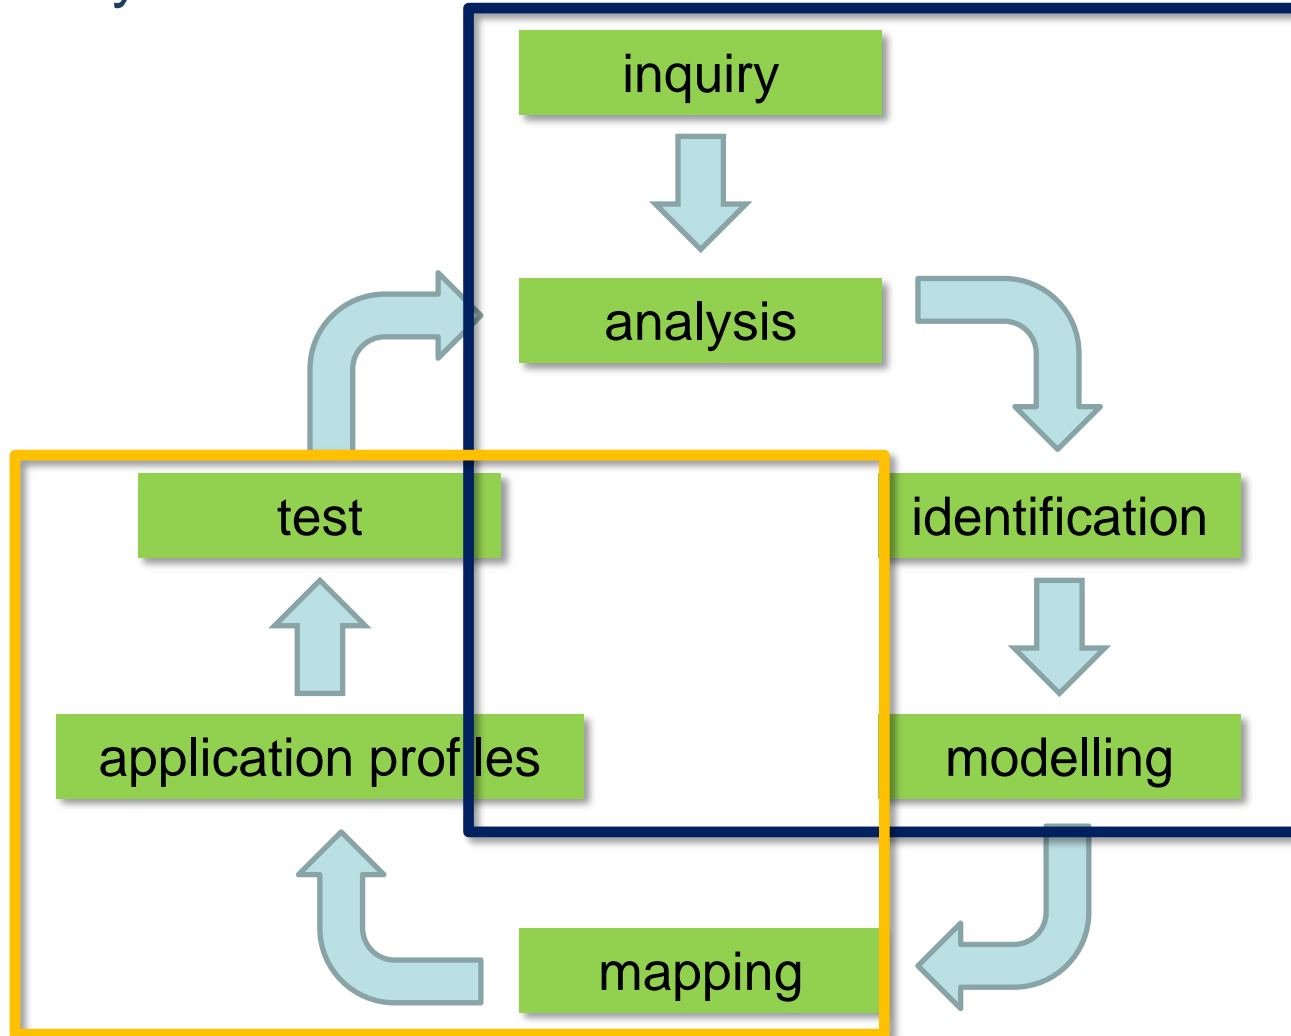 inquiry
analysis
test
identification
application profiles
modelling
mapping